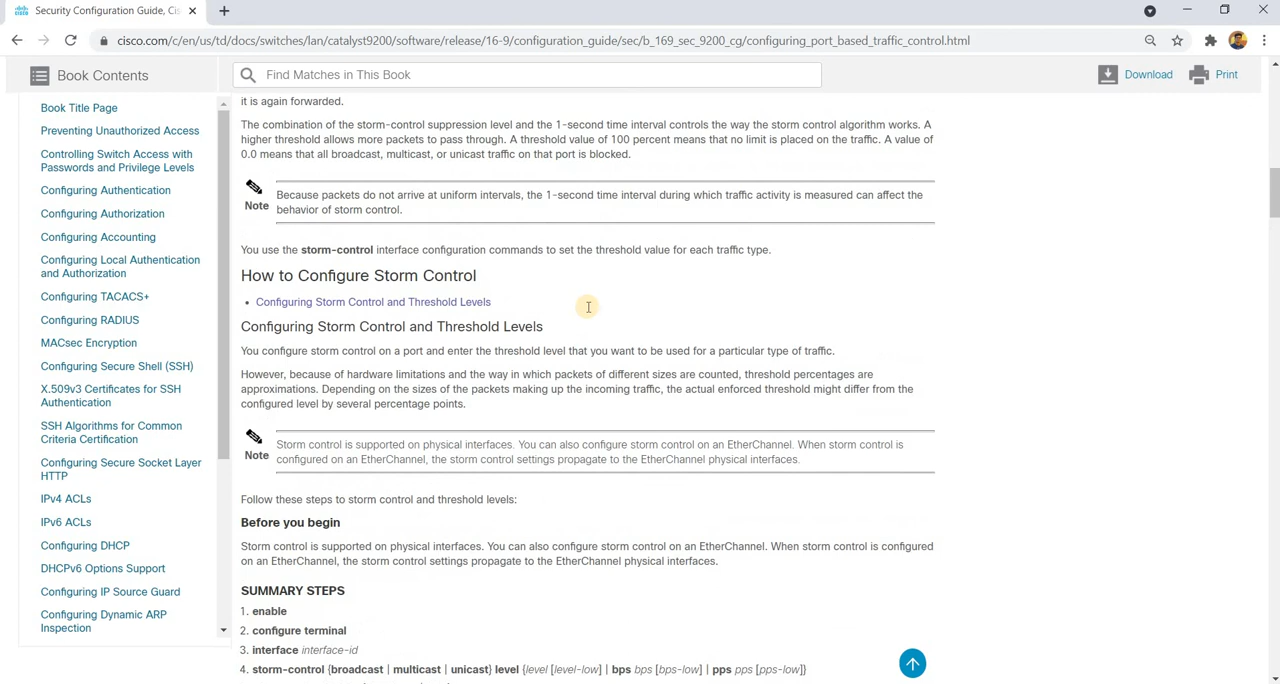 Security Configuration Guide, Cis
cisco.com/c/en/us/td/docs/switches/lan/catalyst9200/software/release/16-9/configuration_guide/sec/b_169_sec_9200_cg/configuring_port_based_traffic_control.html
Book Contents
Find Matches in This Book
Download
Print
Book Title Page
Preventing Unauthorized Access
Controlling Switch Access with
Passwords and Privilege Levels
Configuring Authentication
Configuring Authorization
Configuring Accounting
Configuring Local Authentication
and Authorization
Configuring TACACS+
Configuring RADIUS
MACsec Encryption
Configuring Secure Shell (SSH)
X.509v3 Certificates for SSH
Authentication
SSH Algorithms for Common
Criteria Certification
Configuring Secure Socket Layer
HTTP
IPv4 ACLs
IPv6 ACLs
Configuring DHCP
DHCPv6 Options Support
Configuring IP Source Guard
Configuring Dynamic ARP
Inspection
it is again forwarded.
The combination of the storm-control suppression level and the 1-second time interval controls the way the storm control algorithm works. A
higher threshold allows more packets to pass through. A threshold value of 100 percent means that no limit is placed on the traffic. A value of
0.0 means that all broadcast, multicast, or unicast traffic on that port is blocked.
Note
Because packets do not arrive at uniform intervals, the 1-second time interval during which traffic activity is measured can affect the
behavior of storm control.
You use the storm-control interface configuration commands to set the threshold value for each traffic type.
How to Configure Storm Control
• Configuring Storm Control and Threshold Levels
Configuring Storm Control and Threshold Levels
You configure storm control on a port and enter the threshold level that you want to be used for a particular type of traffic.
However, because of hardware limitations and the way in which packets of different sizes are counted, threshold percentages are
approximations. Depending on the sizes of the packets making up the incoming traffic, the actual enforced threshold might differ from the
configured level by several percentage points.
Note
Storm control is supported on physical interfaces. You can also configure storm control on an EtherChannel. When storm control is
configured on an EtherChannel, the storm control settings propagate to the EtherChannel physical interfaces.
Follow these steps to storm control and threshold levels:
Before you begin
Storm control is supported on physical interfaces. You can also configure storm control on an EtherChannel. When storm control is configured
on an EtherChannel, the storm control settings propagate to the EtherChannel physical interfaces.
SUMMARY STEPS
1. enable
2. configure terminal
3. interface interface-id
4. storm-control {broadcast | multicast | unicast} level {level [level-low] | bps bps [bps-low] | pps pps [pps-low]}